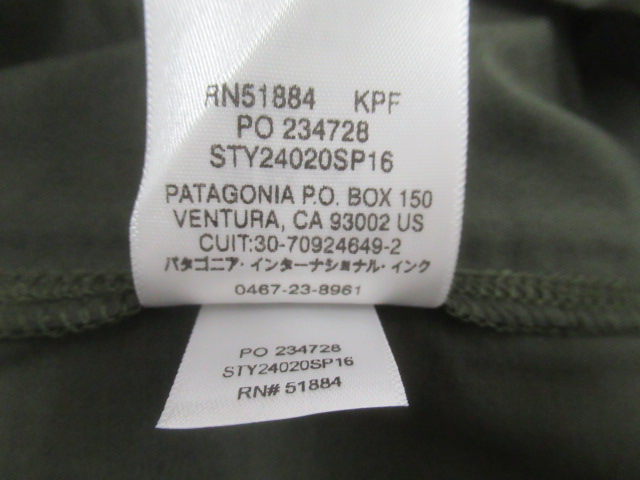 RN51884 KPF
PO 234728
STY24020SP16
PATAGONIA P.O. BOX 150
VENTURA, CA 93002 US
CUIT:30-70924649-2
パタゴニア・インターナショナル・インク
0467-23-8961
PO 234728
STY24020SP16
RN# 51884